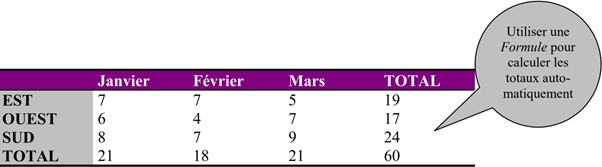 Utiliser une
Formule pour
calculer les
totaux auto-
matiquement
Janvier Février Mars TOTAL
EST 7 7 5 19
OUEST 6 4 7 17
SUD 8 7 9 24
TOTAL 21 18 21 60